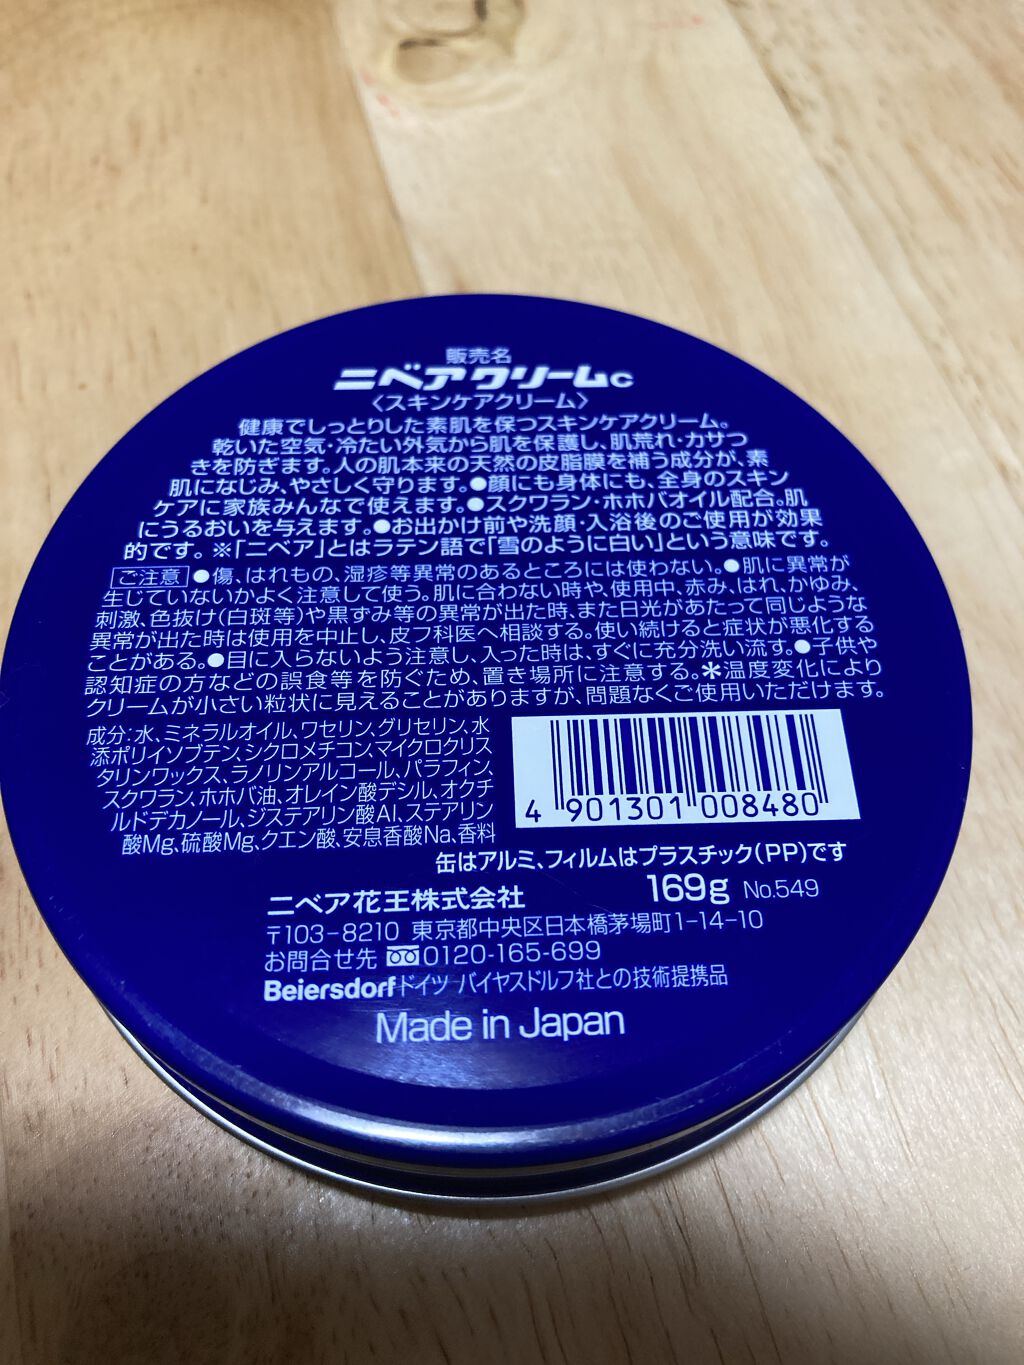 販売名
ニベアクリームc
〈スキンケアクリーム〉
健康でしっとりした素肌を保つスキンケアクリーム。
乾いた空気・冷たい外気から肌を保護し、肌荒れ・カサつ
きを防ぎます。人の肌本来の天然の皮脂膜を補う成分が、素
肌になじみ、やさしく守ります。●顔にも身体にも、全身のスキン
ケアに家族みんなで使えます。●スクワラン・ホホバオイル配合。肌
にうるおいを与えます。●お出かけ前や洗顔・入浴後のご使用が効果
的です。※「ニベア」とはラテン語で「雪のように白い」という意味です。
ご注意 ●傷、はれもの、湿疹等異常のあるところには使わない。●肌に異常が
生じていないかよく注意して使う。肌に合わない時や、使用中、赤み、はれ、かゆみ、
刺激、色抜け(白斑等)や黒ずみ等の異常が出た時、また日光があたって同じような
異常が出た時は使用を中止し、皮フ科医へ相談する。使い続けると症状が悪化する
ことがある。●目に入らないよう注意し、入った時は、すぐに充分洗い流す。●子供や
認知症の方などの誤食等を防ぐため、置き場所に注意する。＊温度変化により
クリームが小さい粒状に見えることがありますが、問題なくご使用いただけます。
成分:水、ミネラルオイル、ワセリン、グリセリン、水
添ポリイソブテン、シクロメチコン、マイクロクリス
タリンワックス、ラノリンアルコール、パラフィン、
スクワラン、ホホバ油、オレイン酸デシル、オクチ
ルドデカノール、ジステアリン酸Al、ステアリン
酸Mg、硫酸Mg、クエン酸、安息香酸Na、香料
4 901301 008480
缶はアルミ、フィルムはプラスチック(PP)です
169g No.549
ニベア花王株式会社
〒103-8210 東京都中央区日本橋茅場町1-14-10
お問合せ先 0120-165-699
Beiersdorf ドイツ バイヤスドルフ社との技術提携品
Made in Japan